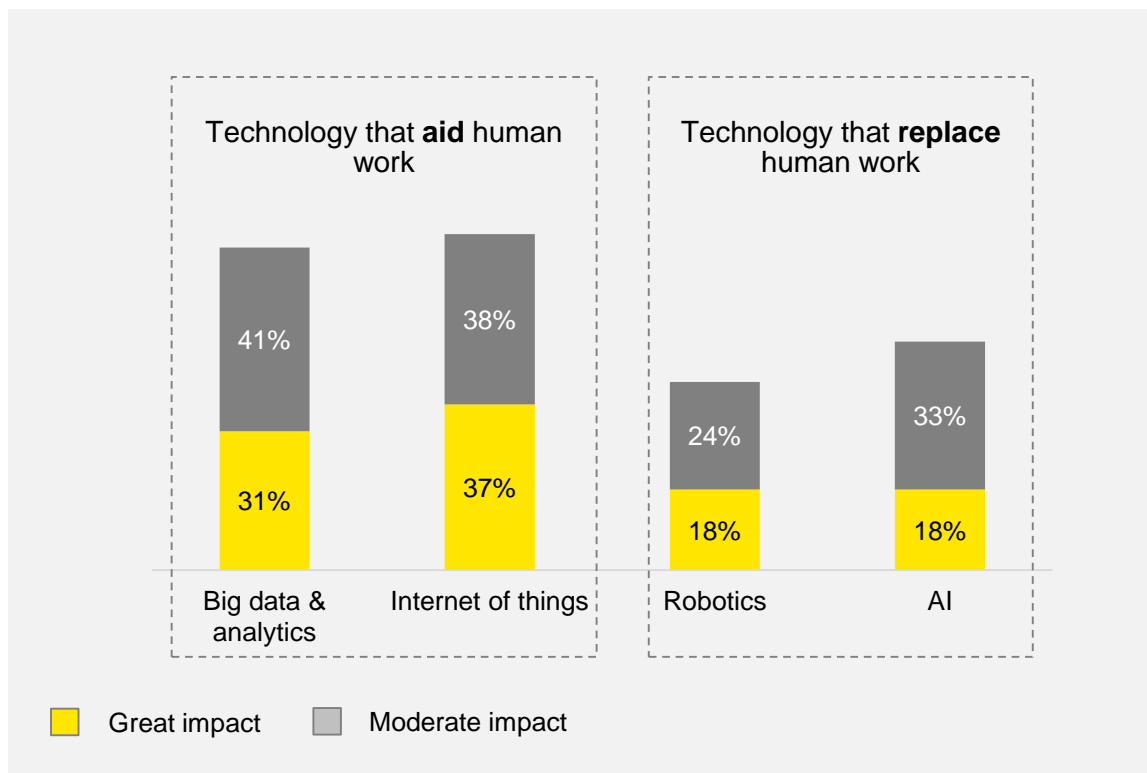 Technology that aid human
work
Technology that replace
human work
41%
38%
24%
33%
31%
37%
18%
18%
Big data &
analytics
Internet of things
Robotics
AI
Great impact
Moderate impact